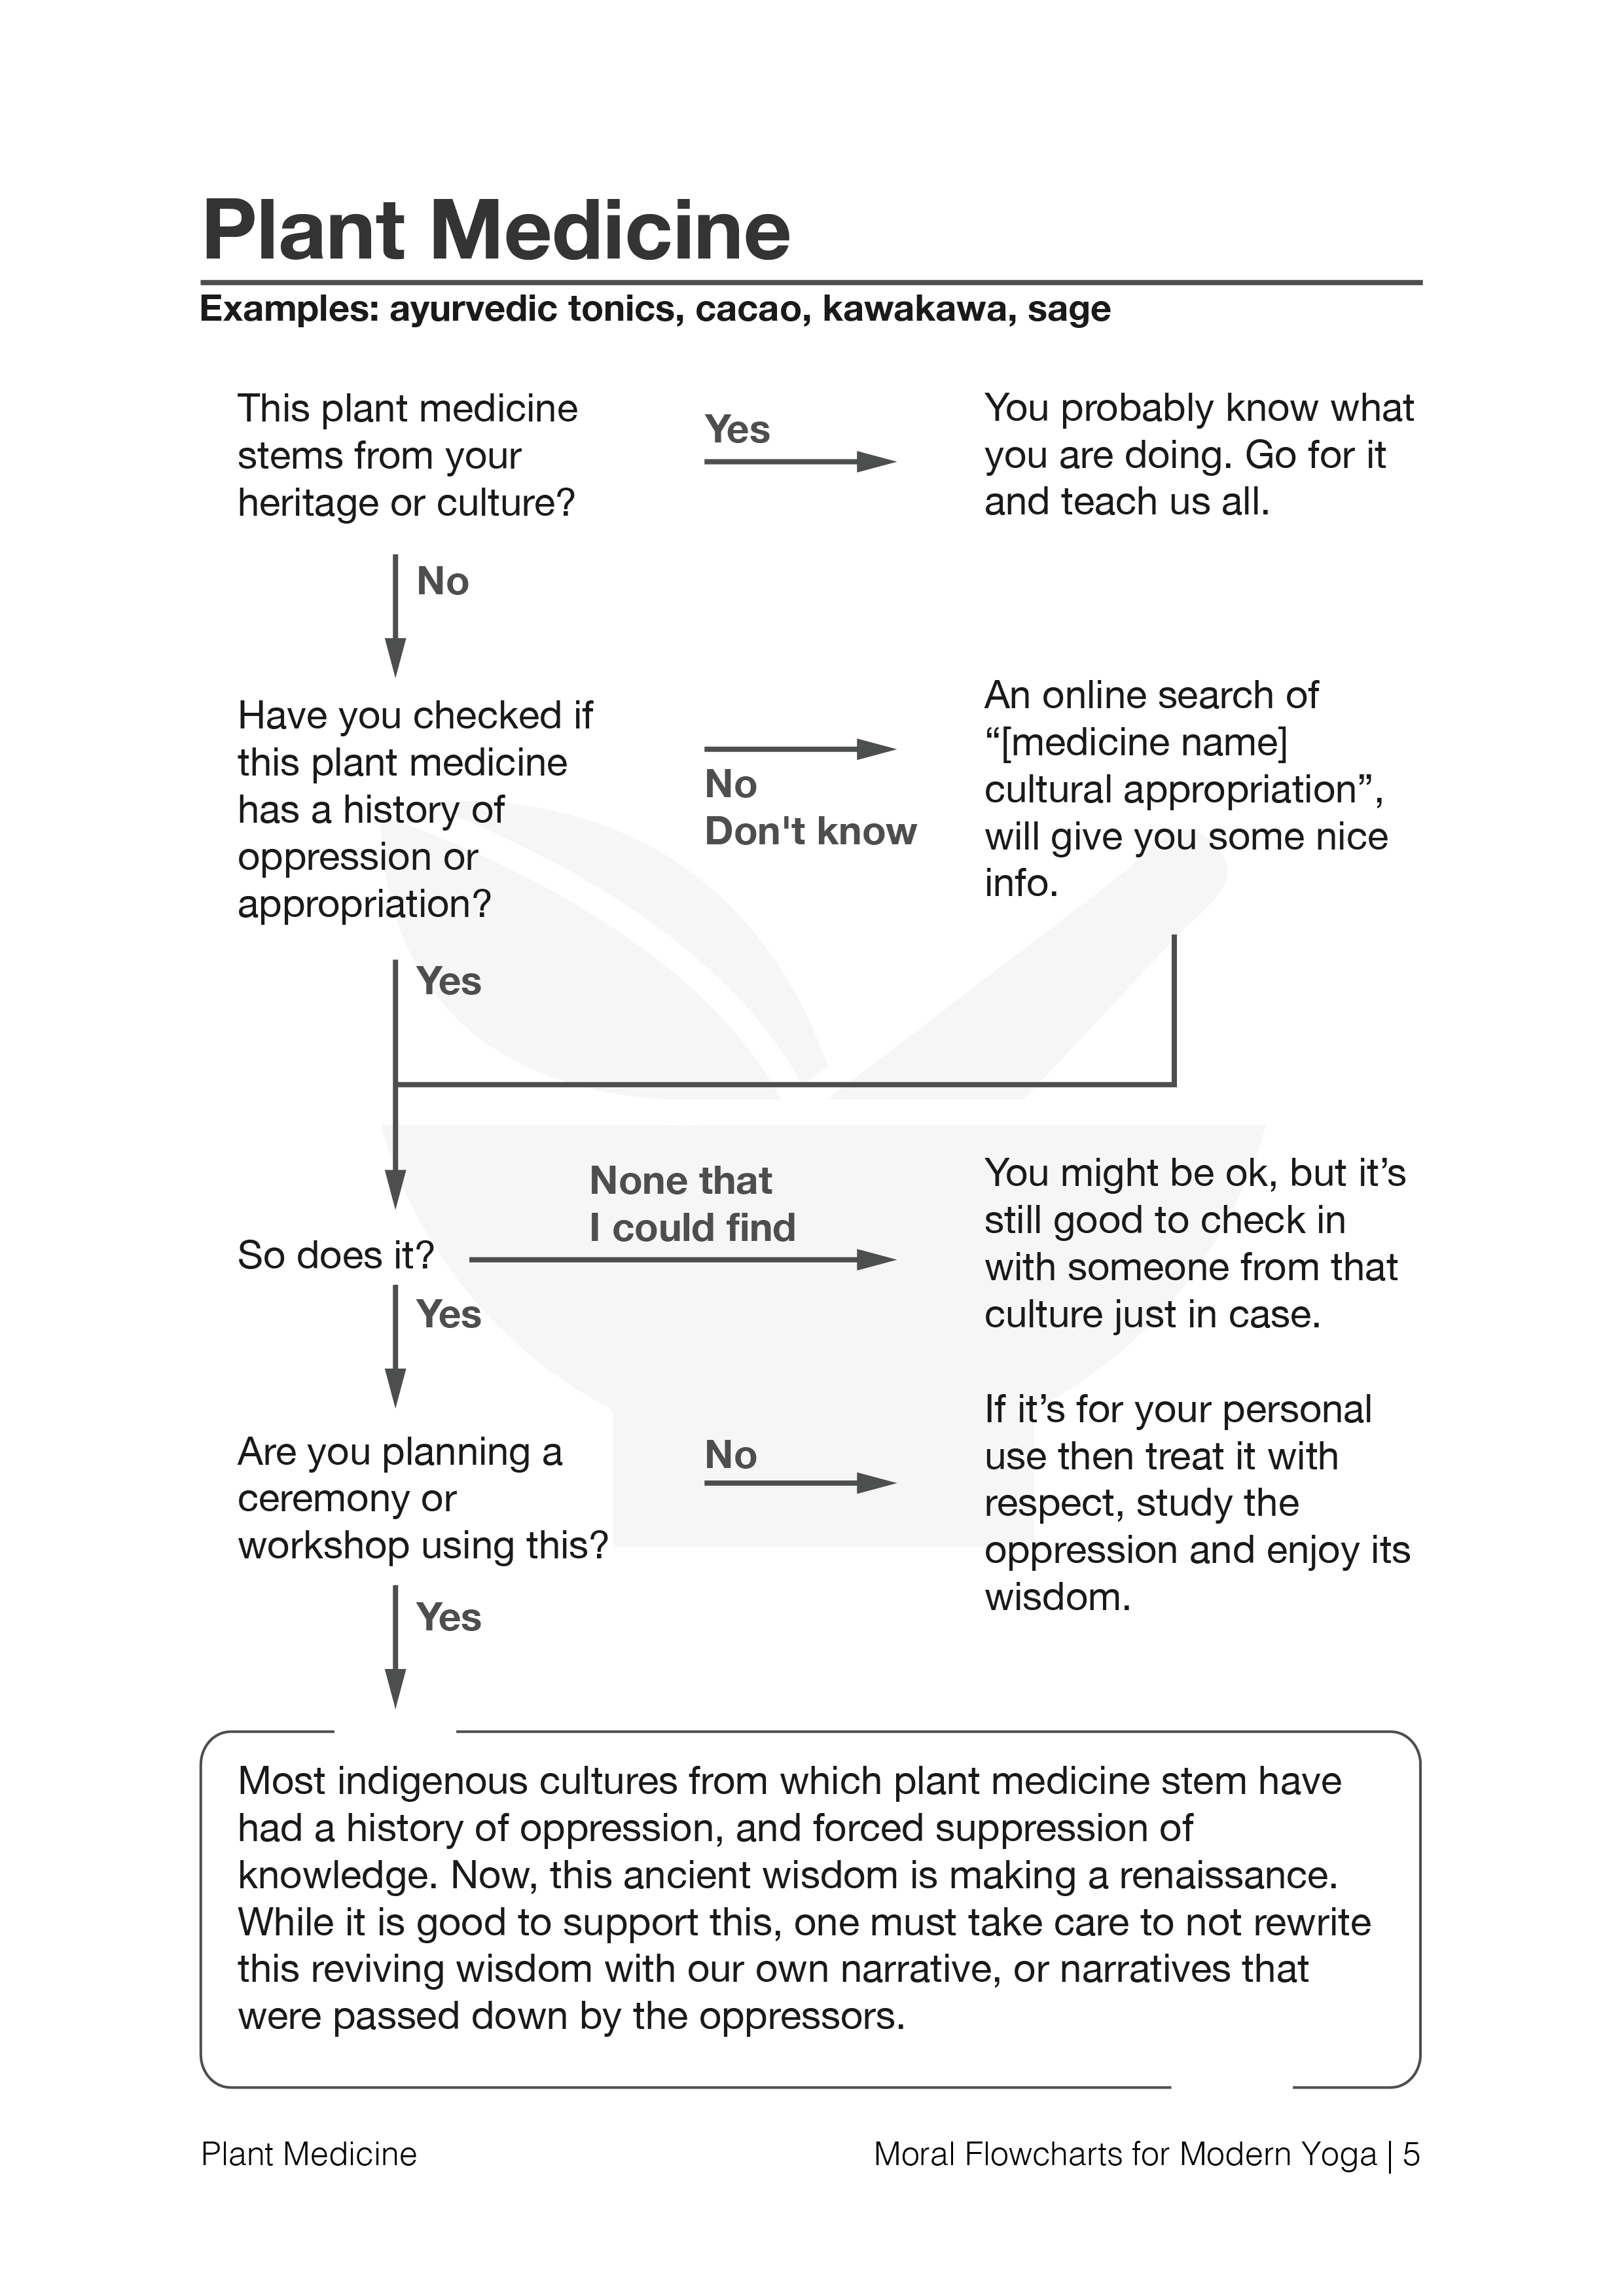 Plant Medicine
Examples: ayurvedic tonics, cacao, kawakawa, sage
This plant medicine
stems from your
heritage or culture?
Yes
You probably know what
you are doing. Go for it
and teach us all.
No
Have you checked if
this plant medicine
has a history of
oppression or
appropriation?
No
Don't know
An online search of
“[medicine name]
cultural appropriation”,
will give you some nice
info.
Yes
So does it?
None that
I could find
You might be ok, but it’s
still good to check in
with someone from that
culture just in case.
Yes
Are you planning a
ceremony or
workshop using this?
No
If it’s for your personal
use then treat it with
respect, study the
oppression and enjoy its
wisdom.
Yes
Most indigenous cultures from which plant medicine stem have
had a history of oppression, and forced suppression of
knowledge. Now, this ancient wisdom is making a renaissance.
While it is good to support this, one must take care to not rewrite
this reviving wisdom with our own narrative, or narratives that
were passed down by the oppressors.
Plant Medicine
Moral Flowcharts for Modern Yoga | 5